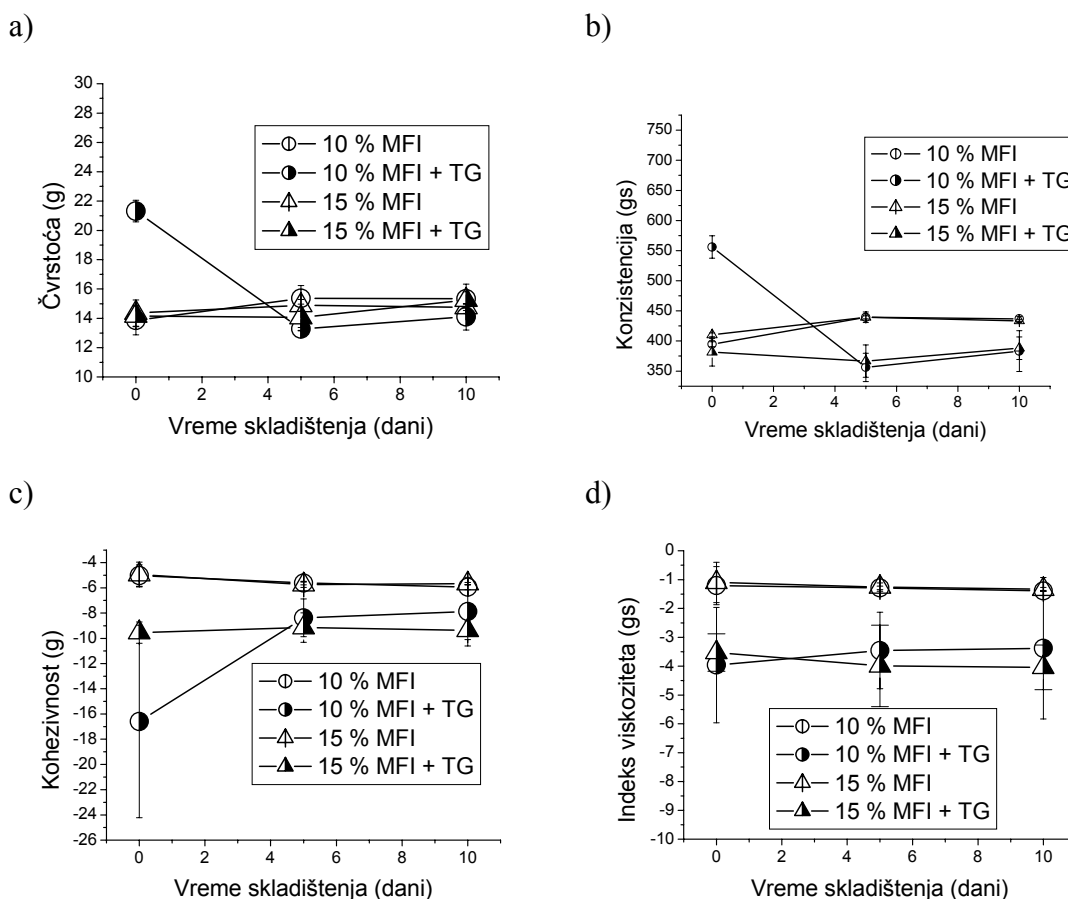 a)
30
28
26
24
22
20
18
16
14
12
10
Čvrstoća (g)
10 % MFI
10 % MFI + TG
15 % MFI
15 % MFI + TG
0 2 4 6 8 10
Vreme skladištenja (dani)
b)
750
700
650
600
550
500
450
400
350
Konzistencija (gs)
10 % MFI
10 % MFI + TG
15 % MFI
15 % MFI + TG
0 2 4 6 8 10
Vreme skladištenja (dani)
c)
-4
-6
-8
-10
-12
-14
-16
-18
-20
-22
-24
-26
Kohezivnost (g)
10 % MFI
10 % MFI + TG
15 % MFI
15 % MFI + TG
0 2 4 6 8 10
Vreme skladištenja (dani)
d)
0
-1
-2
-3
-4
-5
-6
-7
-8
-9
-10
Indeks viskoziteta (gs)
10 % MFI
10 % MFI + TG
15 % MFI
15 % MFI + TG
0 2 4 6 8 10
Vreme skladištenja (dani)